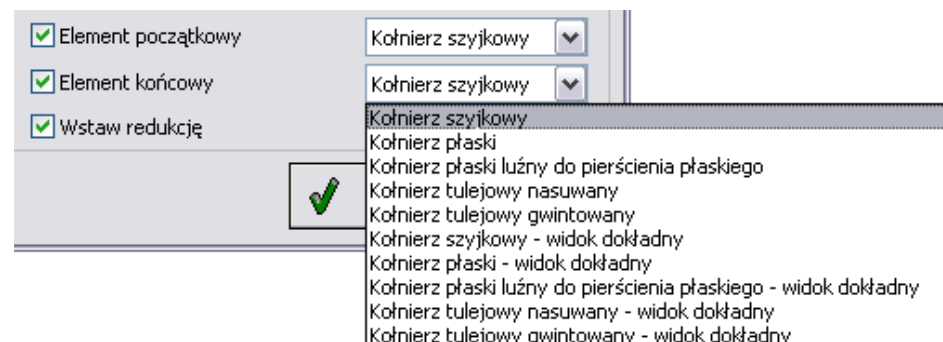 Element początkowy
Kołnierz szyjkowy
Element końcowy
Kołnierz szyjkowy
Wstaw redukcję
Kołnierz szyjkowy
Kołnierz płaski
Kołnierz płaski luźny do pierścienia płaskiego
Kołnierz tulejowy nasuwany
Kołnierz tulejowy gwintowany
Kołnierz szyjkowy - widok dokładny
Kołnierz płaski - widok dokładny
Kołnierz płaski luźny do pierścienia płaskiego - widok dokładny
Kołnierz tulejowy nasuwany - widok dokładny
Kołnierz tulejowy gwintowany - widok dokładny